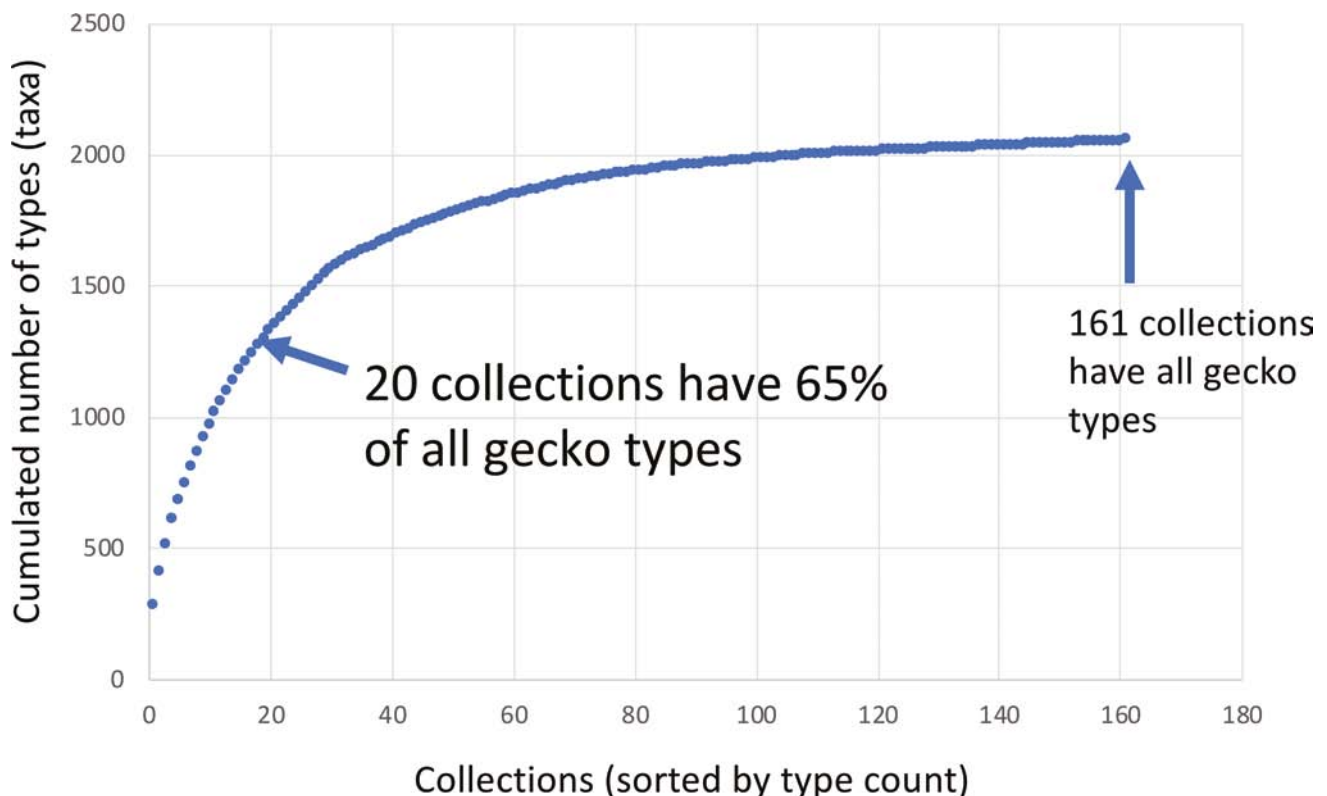 2500
2000
1500
1000
500
0
Cumulated number of types (taxa)
20 collections have 65%
of all gecko types
161 collections
have all gecko
types
0 20 40 60 80 100 120 140 160 180
Collections (sorted by type count)